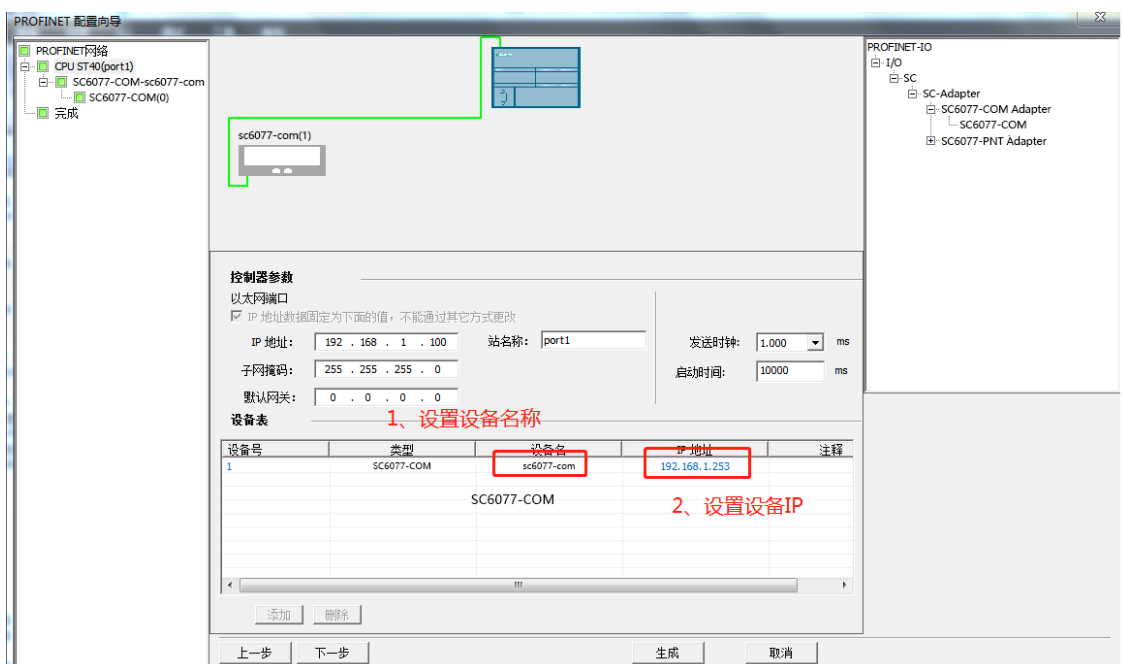 PROFINET 配置向导
PROFINET网络
CPU ST40(port1)
SC6077-COM-sc6077-com
SC6077-COM(0)
完成
sc6077-com(1)
PROFINET-IO
I/O
SC
SC-Adapter
SC6077-COM Adapter
SC6077-COM
SC6077-PNT Adapter
控制器参数
以太网端口
IP 地址数据固定为下面的值，不能通过其它方式更改
IP 地址: 192 . 168 . 1 . 100 站名称: port1 发送时钟: 1.000 ms
子网掩码: 255 . 255 . 255 . 0 启动时间: 10000 ms
默认网关: 0 . 0 . 0 . 0
设备表 1、设置设备名称
设备号 类型 设备名 IP 地址 注释
1 SC6077-COM sc6077-com 192.168.1.253
SC6077-COM
2、设置设备IP
添加 删除
上一步 下一步 生成 取消